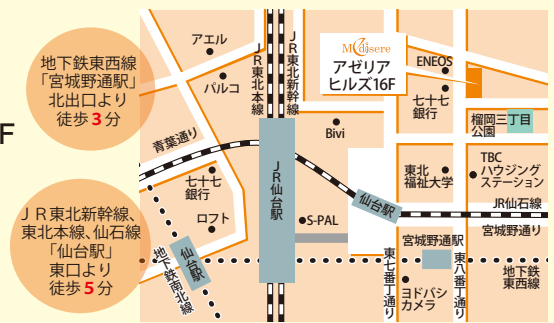 地下鉄東西線
「宮城野通駅」
北出口より
徒歩3分
F
JR東北新幹線、
東北本線、仙石線
「仙台駅」
東口より
徒歩5分
アエル
パルコ
JR東北本線
JR東北新幹線
Medisere
アゼリア
ヒルズ16F
ENEOS
七十七
銀行
榴岡三丁目
公園
Bivi
青葉通り
七十七
銀行
ロフト
JR仙台駅
S-PAL
仙台駅
東北
福祉大学
TBC
ハウジング
ステーション
JR仙石線
宮城野通り
宮城野通駅
地下鉄南北線
仙台駅
東七番丁通り
東八番丁通り
ヨドバシ
カメラ
地下鉄
東西線